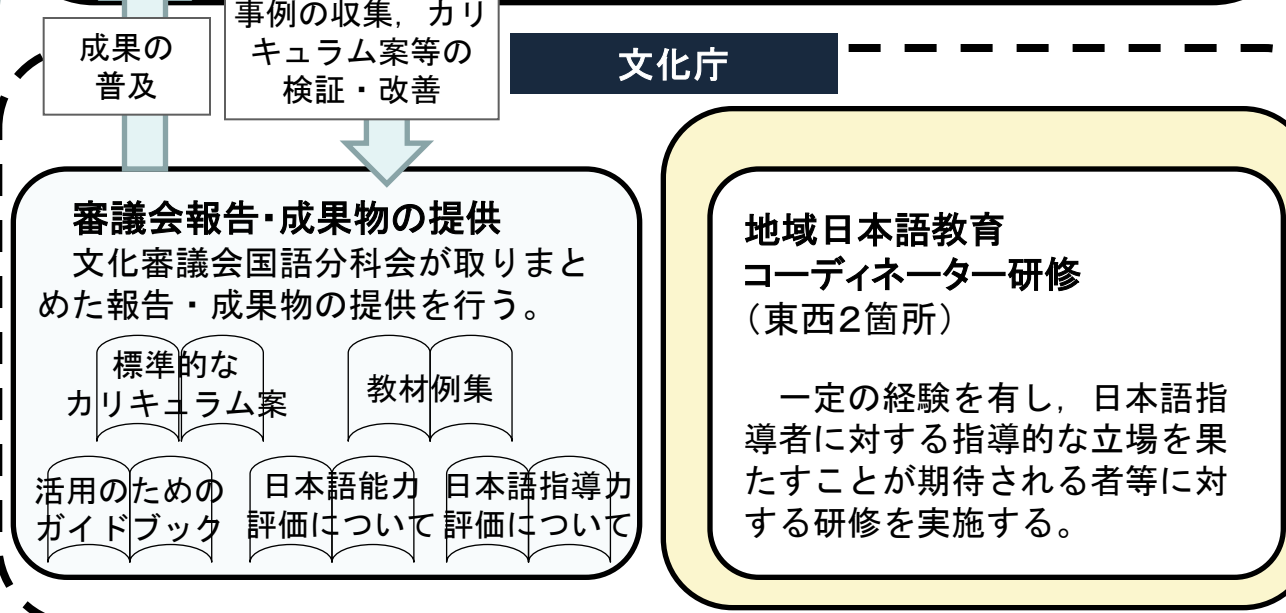 成果の
普及
事例の収集，カリ
キュラム案等の
検証・改善
文化庁
審議会報告・成果物の提供
　文化審議会国語分科会が取りまと
めた報告・成果物の提供を行う。
標準的な
カリキュラム案
教材例集
活用のための
ガイドブック
日本語能力
評価について
日本語指導力
評価について
地域日本語教育
コーディネーター研修
（東西２箇所）
　一定の経験を有し，日本語指
導者に対する指導的な立場を果
たすことが期待される者等に対
する研修を実施する。